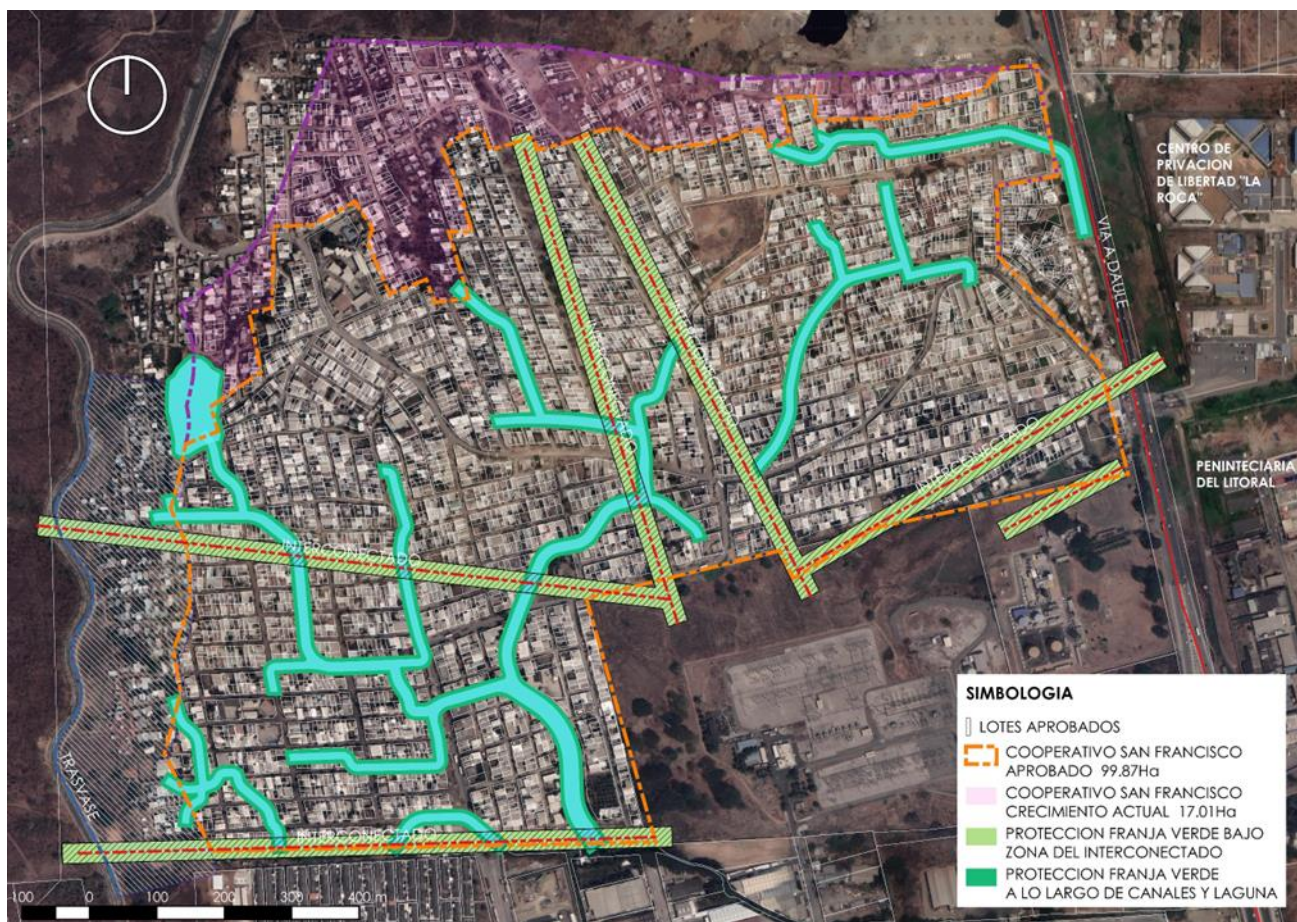 CENTRO DE
PRIVACION
DE LIBERTAD "LA
ROCA"
VIA A DAULE
INTERCONECTADO
PENINTECIARIA
DEL LITORAL
INTERCONECTADO
TRASVASE
INTERCONECTADO
SIMBOLOGIA
LOTES APROBADOS
COOPERATIVO SAN FRANCISCO
APROBADO 99.87Ha
COOPERATIVO SAN FRANCISCO
CRECIMIENTO ACTUAL 17.01Ha
PROTECCION FRANJA VERDE BAJO
ZONA DEL INTERCONECTADO
PROTECCION FRANJA VERDE
A LO LARGO DE CANALES Y LAGUNA
100 0 100 200 300 400 m